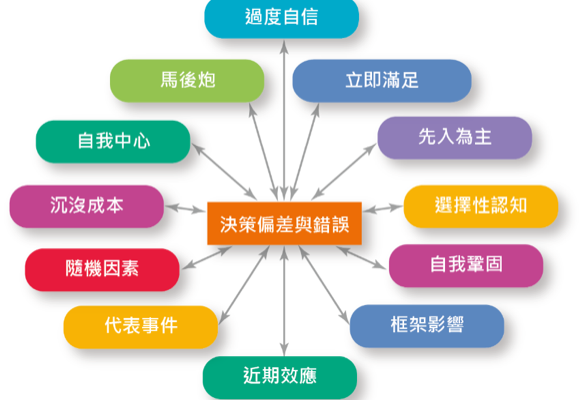 過度自信
馬後炮
立即滿足
自我中心
先入為主
沉沒成本
選擇性認知
決策偏差與錯誤
隨機因素
自我鞏固
代表事件
框架影響
近期效應